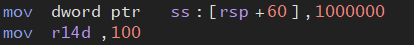 mov dword ptr ss:[rsp+60],1000000
mov r14d ,100